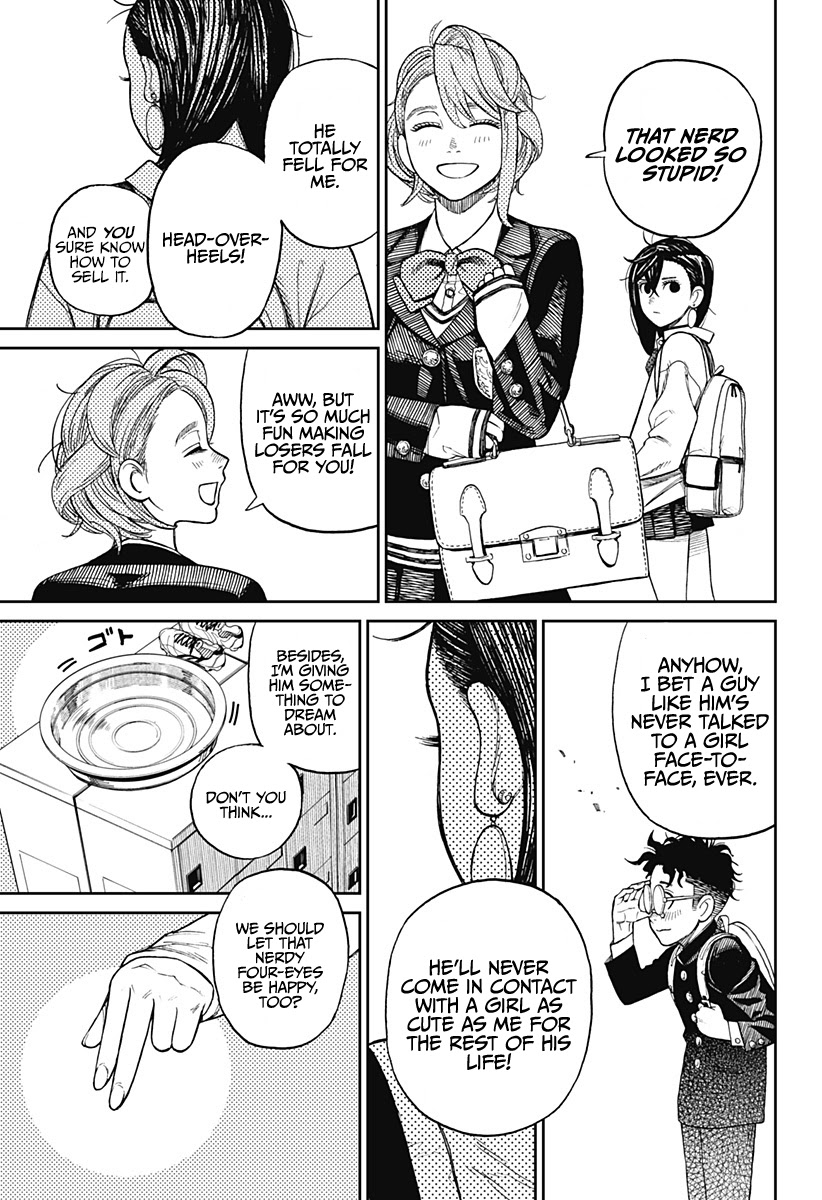 THAT NERD
LOOKED SO
STUPID!
HE
TOTALLY
FELL FOR
ME.
HEAD-OVER-
HEELS!
AND YOU
SURE KNOW
HOW TO
SELL IT.
AWW, BUT
IT'S SO MUCH
FUN MAKING
LOSERS FALL
FOR YOU!
ANYHOW,
I BET A GUY
LIKE HIM'S
NEVER TALKED
TO A GIRL
FACE-TO-
FACE, EVER.
HE'LL NEVER
COME IN CONTACT
WITH A GIRL AS
CUTE AS ME FOR
THE REST OF HIS
LIFE!
BESIDES,
I'M GIVING
HIM SOME-
THING TO
DREAM
ABOUT.
ゴト
DON'T YOU
THINK...
WE SHOULD
LET THAT
NERDY
FOUR-EYES
BE HAPPY,
TOO?